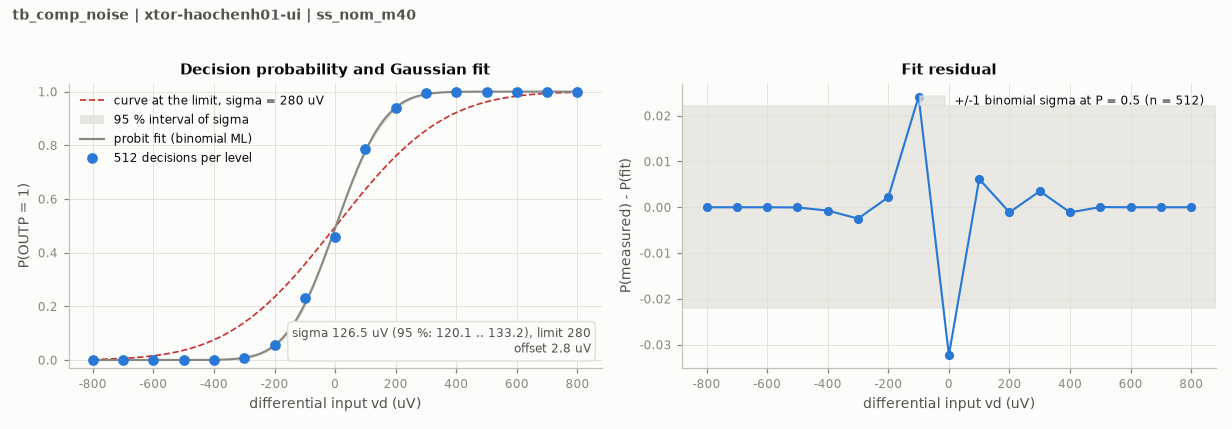 tb_comp_noise | xtor-haochenh01-ui | ss_nom_m40
Decision probability and Gaussian fit
curve at the limit, sigma = 280 uV
95 % interval of sigma
probit fit (binomial ML)
512 decisions per level
P(OUTP = 1)
1.0
0.8
0.6
0.4
0.2
0.0
sigma 126.5 uV (95 %: 120.1 .. 133.2), limit 280
offset 2.8 uV
-800 -600 -400 -200 0 200 400 600 800
differential input vd (uV)
Fit residual
+/-1 binomial sigma at P = 0.5 (n = 512)
P(measured) - P(fit)
0.02
0.01
0.00
-0.01
-0.02
-0.03
-800 -600 -400 -200 0 200 400 600 800
differential input vd (uV)